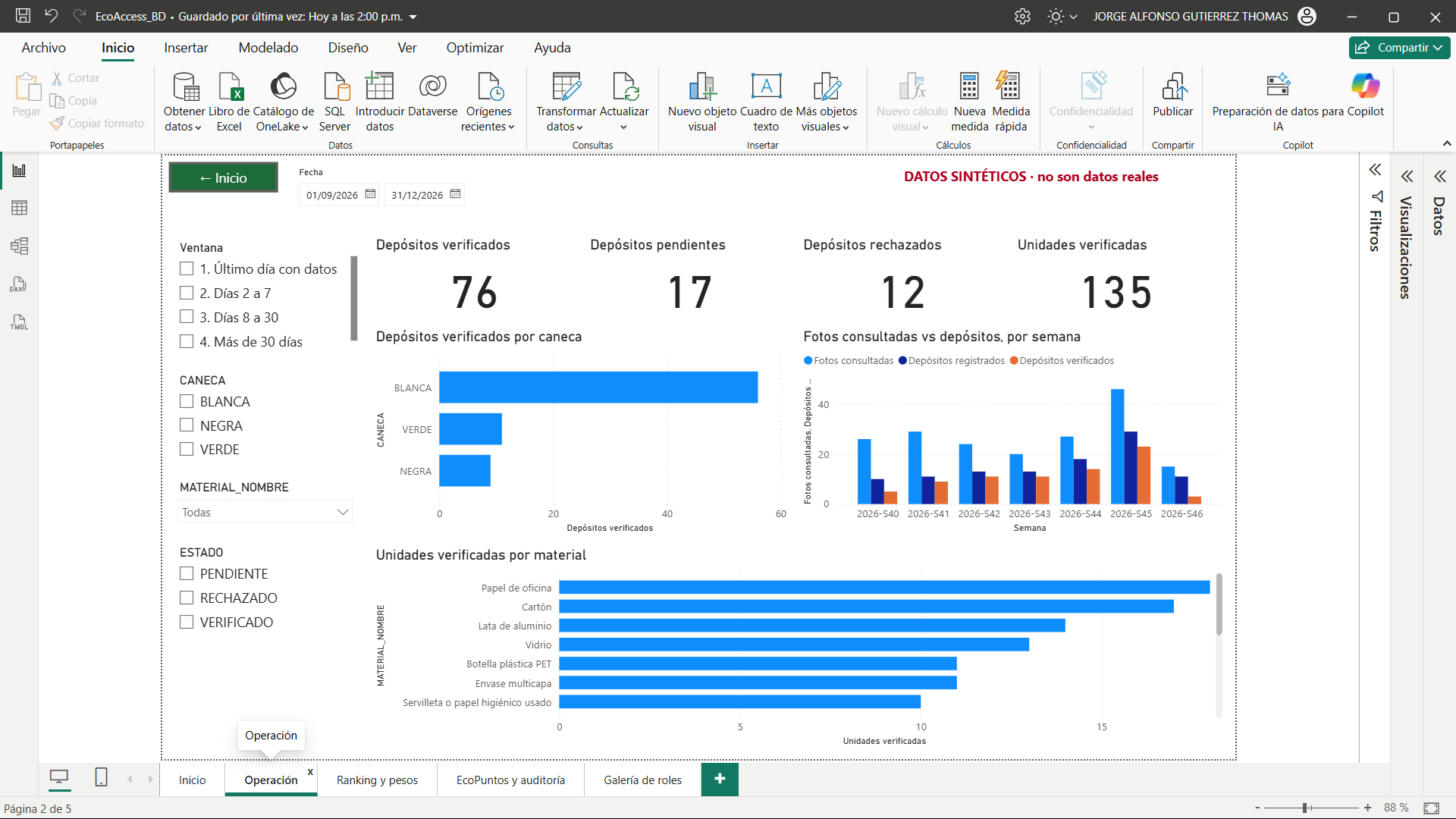 EcoAccess_BD • Guardado por última vez: Hoy a las 2:00 p.m.
JORGE ALFONSO GUTIERREZ THOMAS
Archivo
Inicio
Insertar
Modelado
Diseño
Ver
Optimizar
Ayuda
Compartir
Pegar
Cortar
Copia
Copiar formato
Portapapeles
Obtener datos
Libro de Excel
Catálogo de OneLake
SQL Server
Introducir datos
Dataverse
Orígenes recientes
Datos
Transformar datos
Actualizar
Consultas
Nuevo objeto visual
Cuadro de texto
Más objetos visuales
Insertar
Nuevo cálculo visual
Nueva medida
Medida rápida
Cálculos
Confidencialidad
Confidencialidad
Publicar
Compartir
Preparación de datos para IA
Copilot
Copilot
DAX
TMDL
← Inicio
Fecha
01/09/2026
31/12/2026
DATOS SINTÉTICOS · no son datos reales
Ventana
1. Último día con datos
2. Días 2 a 7
3. Días 8 a 30
4. Más de 30 días
CANECA
BLANCA
NEGRA
VERDE
MATERIAL_NOMBRE
Todas
ESTADO
PENDIENTE
RECHAZADO
VERIFICADO
Depósitos verificados
76
Depósitos pendientes
17
Depósitos rechazados
12
Unidades verificadas
135
Depósitos verificados por caneca
CANECA
BLANCA
VERDE
NEGRA
0 20 40 60
Depósitos verificados
Fotos consultadas vs depósitos, por semana
Fotos consultadas Depósitos registrados Depósitos verificados
Fotos consultadas, Depósitos ...
40
20
0
2026-S40 2026-S41 2026-S42 2026-S43 2026-S44 2026-S45 2026-S46
Semana
Unidades verificadas por material
MATERIAL_NOMBRE
Papel de oficina
Cartón
Lata de aluminio
Vidrio
Botella plástica PET
Envase multicapa
Servilleta o papel higiénico usado
0 5 10 15
Unidades verificadas
Filtros
Visualizaciones
Datos
Operación
Inicio
Operación
x
Ranking y pesos
EcoPuntos y auditoría
Galería de roles
+
Página 2 de 5
- + 88 %